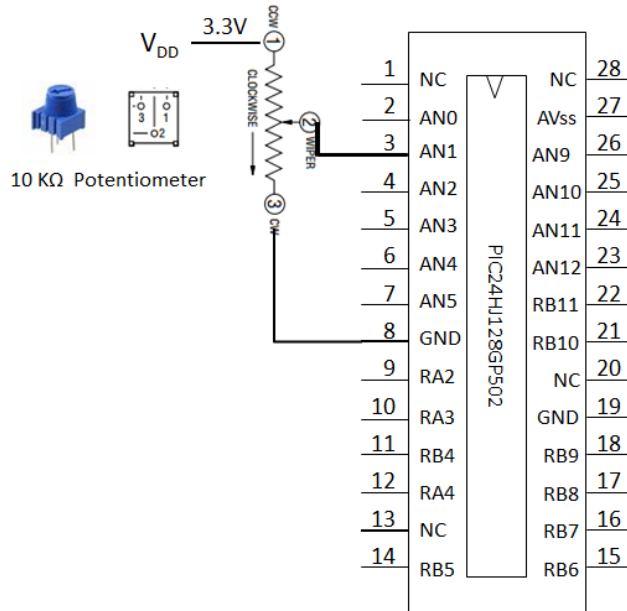 V_DD 3.3V
CCW
1
CLOCKWISE
2
WIPER
3
CW
1 3 1
2
10 KΩ Potentiometer
PIC24HJ128GP502
1 NC NC 28
2 AN0 AVss 27
3 AN1 AN9 26
4 AN2 AN10 25
5 AN3 AN11 24
6 AN4 AN12 23
7 AN5 RB11 22
8 GND RB10 21
9 RA2 NC 20
10 RA3 GND 19
11 RB4 RB9 18
12 RA4 RB8 17
13 NC RB7 16
14 RB5 RB6 15